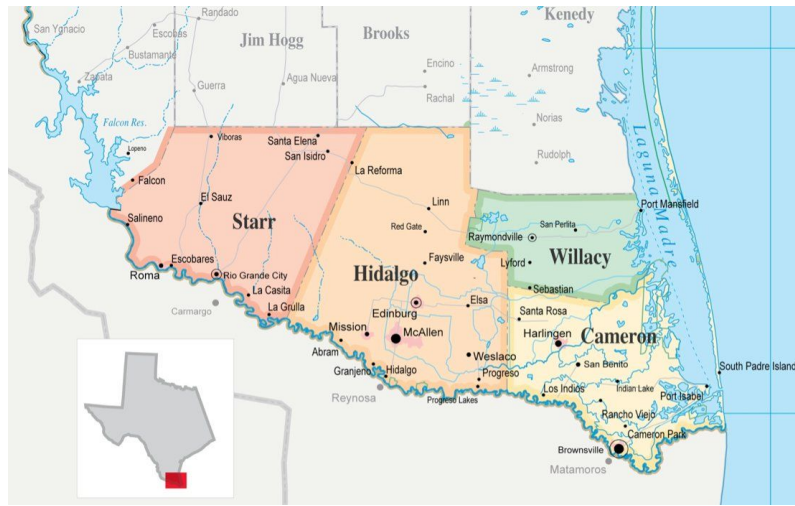 San Ygnacio
Randado
Escobas
Bustamante
Zapata
Jim Hogg
Brooks
Kenedy
Guerra
Agua Nueva
Encino
Rachal
Armstrong
Norias
Rudolph
Falcon Res.
Lopeno
Falcon
Viboras
Santa Elena
San Isidro
La Reforma
El Sauz
Starr
Salineno
Escobares
Roma
Rio Grande City
La Casita
La Grulla
Camargo
Linn
Red Gate
Faysville
Hidalgo
Edinburg
Elsa
Mission
McAllen
Abram
Weslaco
Granjeno
Hidalgo
Progreso
Progreso Lakes
Reynosa
Port Mansfield
San Perlita
Raymondville
Lyford
Willacy
Sebastian
Laguna Madre
Santa Rosa
Harlingen
Cameron
San Benito
Los Indios
Indian Lake
Port Isabel
South Padre Island
Rancho Viejo
Cameron Park
Brownsville
Matamoros